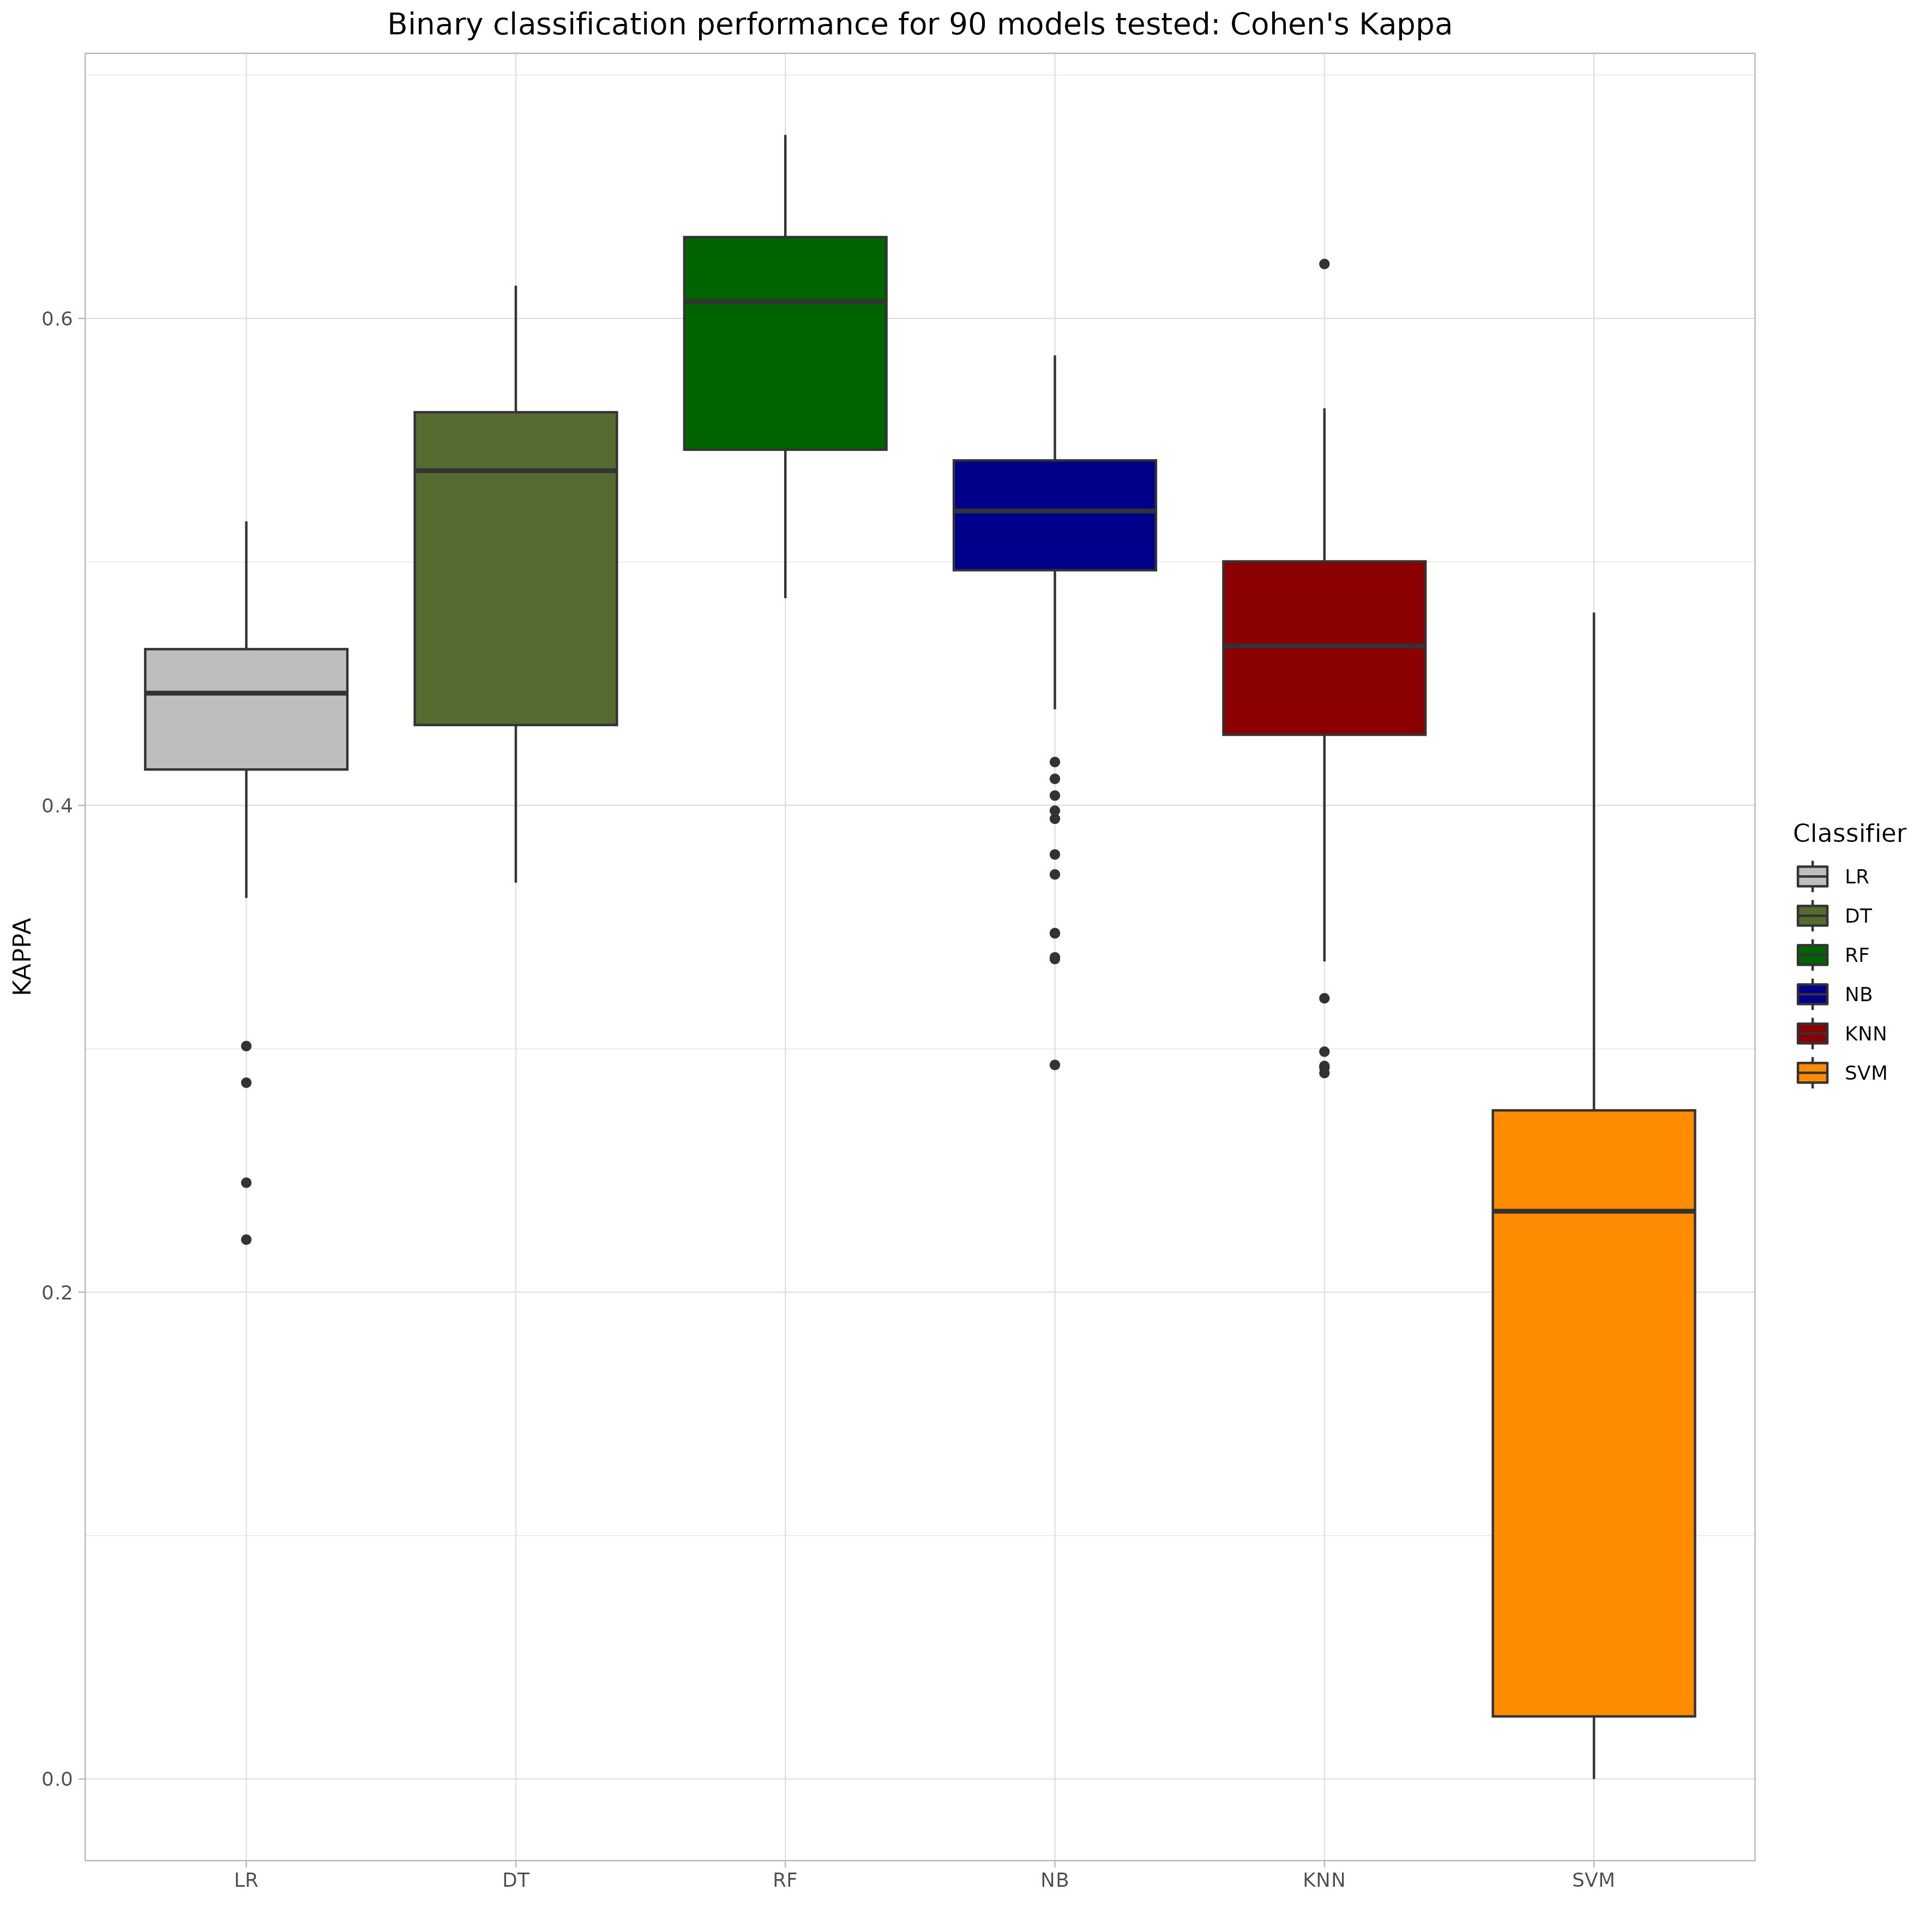 Binary classification performance for 90 models tested: Cohen's Kappa
KAPPA
0.6
0.4
0.2
0.0
LR
DT
RF
NB
KNN
SVM
Classifier
LR
DT
RF
NB
KNN
SVM